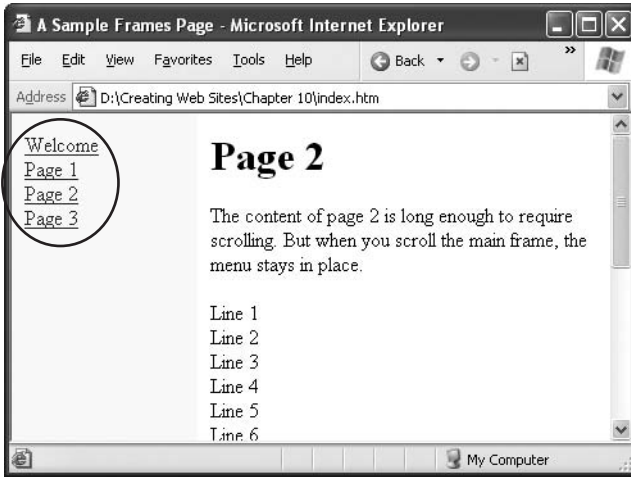 A Sample Frames Page - Microsoft Internet Explorer
File Edit View Favorites Tools Help Back »
Address D:\Creating Web Sites\Chapter 10\index.htm
Welcome
Page 1
Page 2
Page 3
Page 2
The content of page 2 is long enough to require
scrolling. But when you scroll the main frame, the
menu stays in place.
Line 1
Line 2
Line 3
Line 4
Line 5
Line 6
My Computer